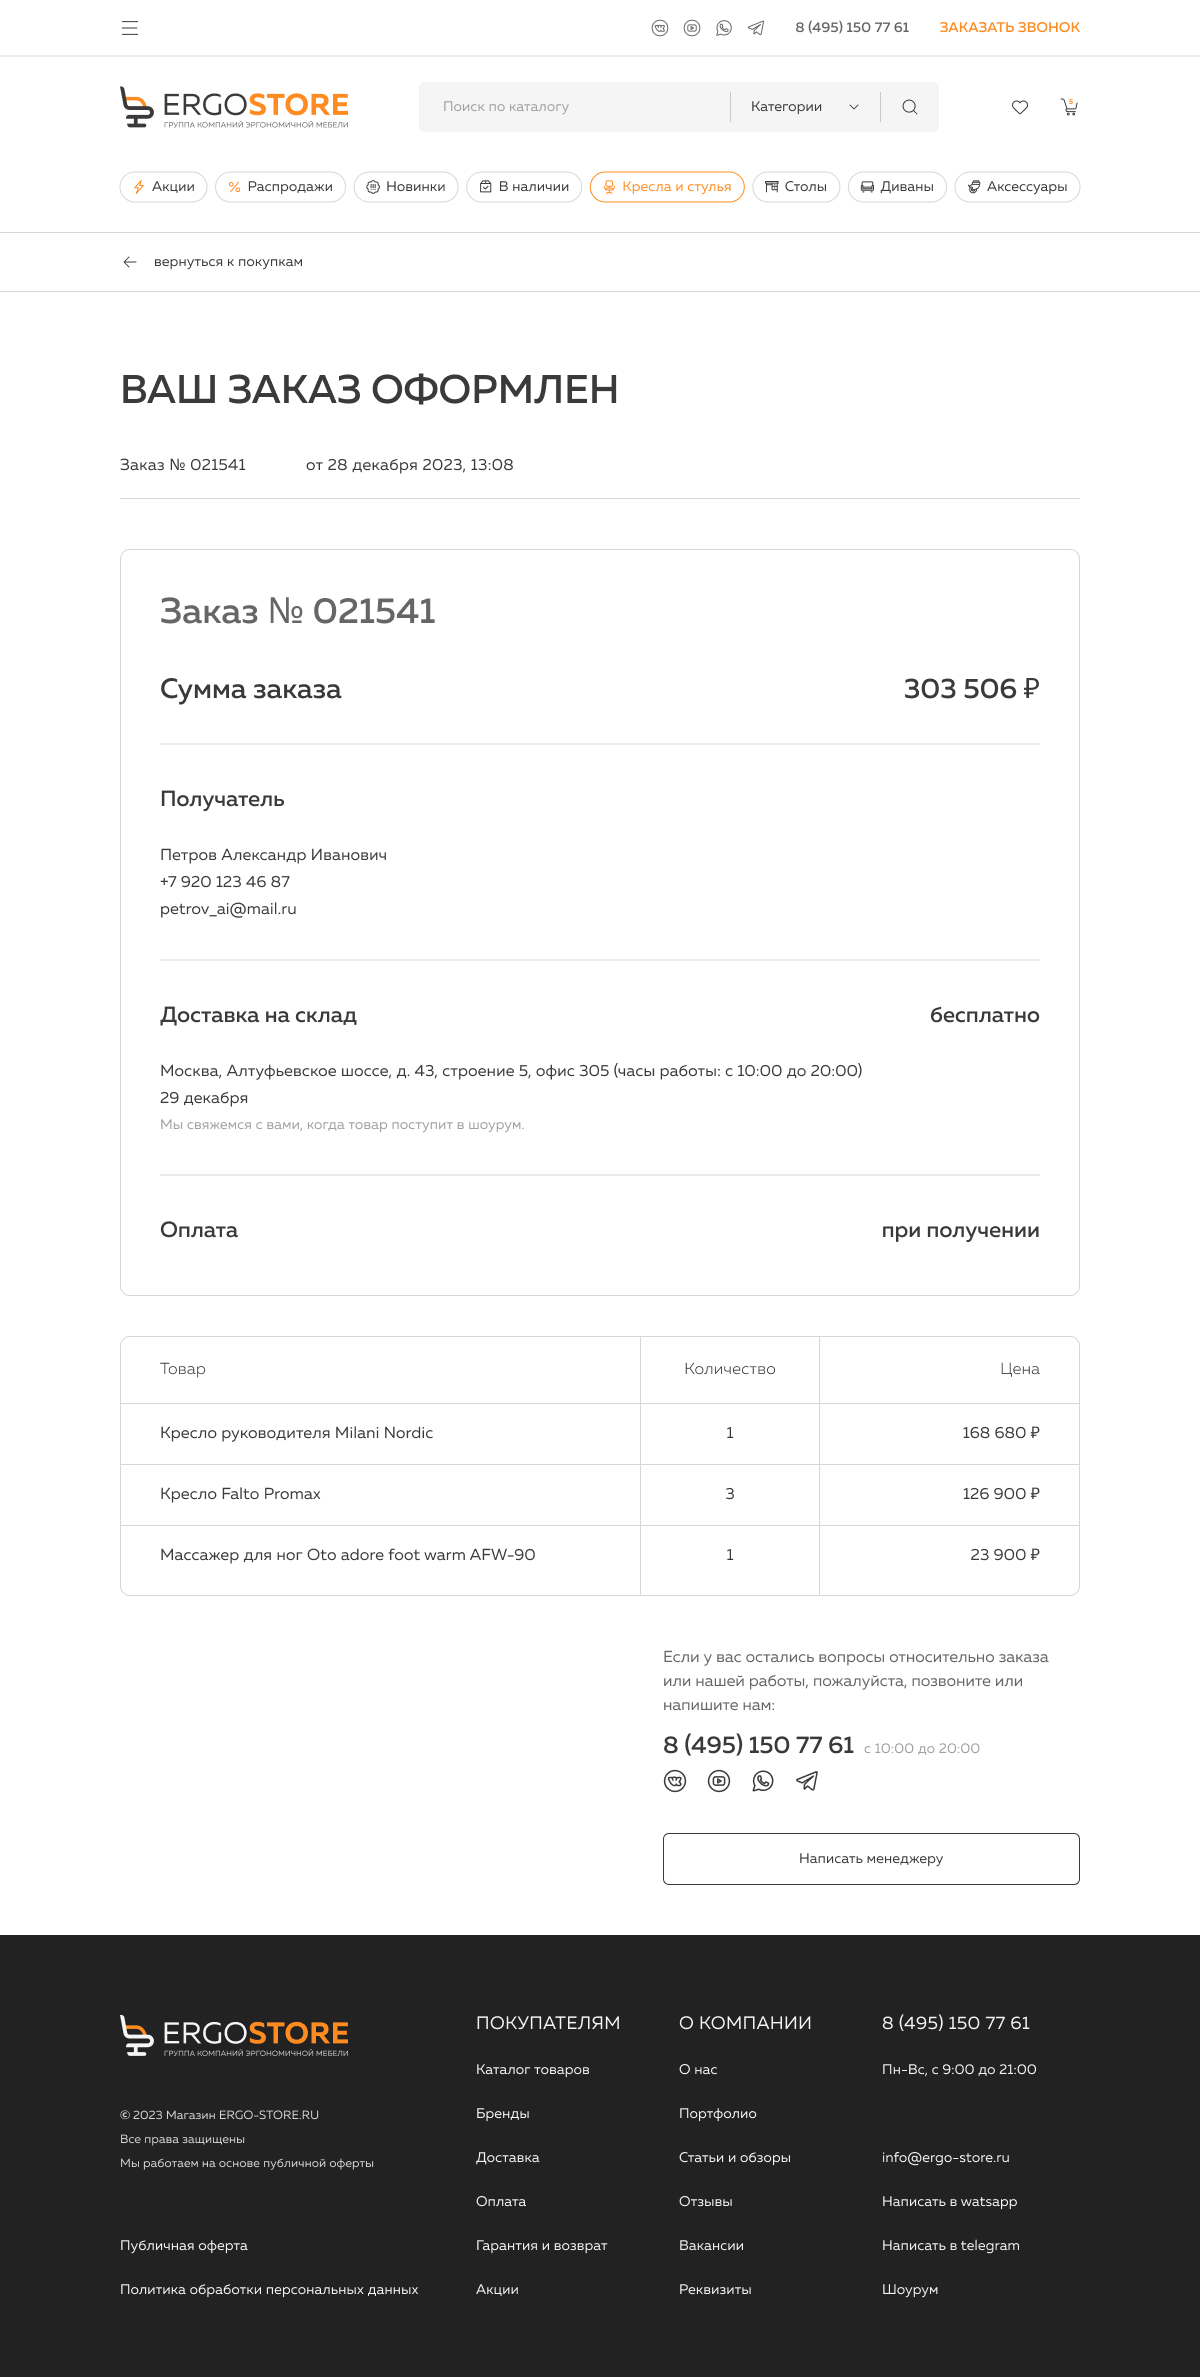 8 (495) 150 77 61
ЗАКАЗАТЬ ЗВОНОК
ERGOSTORE
ГРУППА КОМПАНИЙ ЭРГОНОМИЧНОЙ МЕБЕЛИ
Поиск по каталогу
Категории
5
Акции
Распродажи
Новинки
В наличии
Кресла и стулья
Столы
Диваны
Аксессуары
вернуться к покупкам
ВАШ ЗАКАЗ ОФОРМЛЕН
Заказ № 021541
от 28 декабря 2023, 13:08
Заказ № 021541
Сумма заказа
303 506 ₽
Получатель
Петров Александр Иванович
+7 920 123 46 87
petrov_ai@mail.ru
Доставка на склад
бесплатно
Москва, Алтуфьевское шоссе, д. 43, строение 5, офис 305 (часы работы: с 10:00 до 20:00)
29 декабря
Мы свяжемся с вами, когда товар поступит в шоурум.
Оплата
при получении
Товар
Количество
Цена
Кресло руководителя Milani Nordic
1
168 680 ₽
Кресло Falto Promax
3
126 900 ₽
Массажер для ног Oto adore foot warm AFW-90
1
23 900 ₽
Если у вас остались вопросы относительно заказа
или нашей работы, пожалуйста, позвоните или
напишите нам:
8 (495) 150 77 61
с 10:00 до 20:00
Написать менеджеру
ERGOSTORE
ГРУППА КОМПАНИЙ ЭРГОНОМИЧНОЙ МЕБЕЛИ
© 2023 Магазин ERGO-STORE.RU
Все права защищены
Мы работаем на основе публичной оферты
Публичная оферта
Политика обработки персональных данных
ПОКУПАТЕЛЯМ
Каталог товаров
Бренды
Доставка
Оплата
Гарантия и возврат
Акции
О КОМПАНИИ
О нас
Портфолио
Статьи и обзоры
Отзывы
Вакансии
Реквизиты
8 (495) 150 77 61
Пн-Вс, с 9:00 до 21:00
info@ergo-store.ru
Написать в watsapp
Написать в telegram
Шоурум